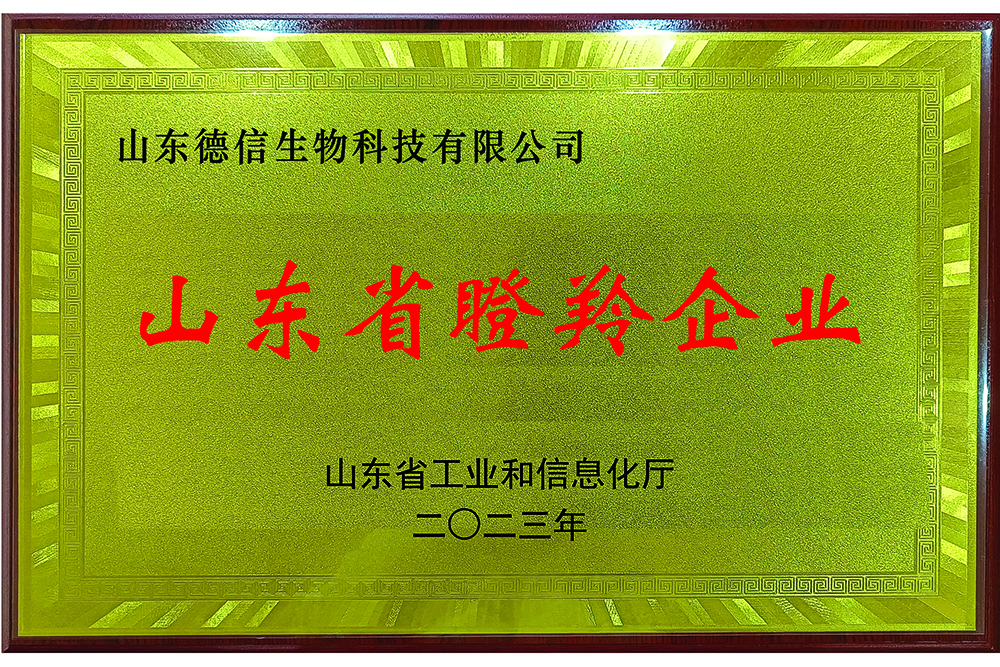 山东德信生物科技有限公司
山东省瞪羚企业
山东省工业和信息化厅
二〇二三年